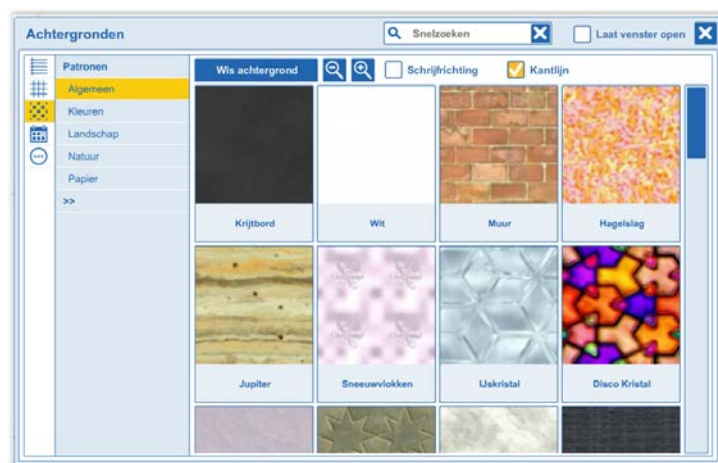 Achtergronden
Snelzoeken
Laat venster open
Patronen
Algemeen
Kleuren
Landschap
Natuur
Papier
>>
Wis achtergrond
Schrijfrichting
Kantlijn
Krijtbord
Wit
Muur
Hagelslag
Jupiter
Sneeuwvlokken
IJskristal
Disco Kristal